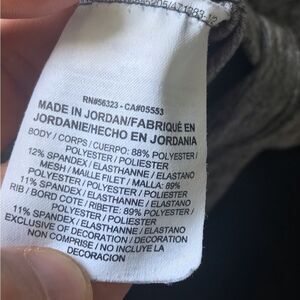 RN#56323 - CA#05553
MADE IN JORDAN/FABRIQUÉ EN
JORDANIE/HECHO EN JORDANIA
BODY / CORPS / CUERPO: 88% POLYESTER /
POLYESTER / POLIESTER
12% SPANDEX / ELASTHANNE / ELASTANO
MESH / MAILLE FILET / MALLA: 89%
POLYESTER / POLYESTER / POLIESTER
11% SPANDEX / ELASTHANNE / ELASTANO
RIB / BORD COTE / RIBETE: 89% POLYESTER /
POLYESTER / POLIESTER
11% SPANDEX / ELASTHANNE / ELASTANO
EXCLUSIVE OF DECORATION / DECORATION
NON COMPRISE / NO INCLUYE LA
DECORACION